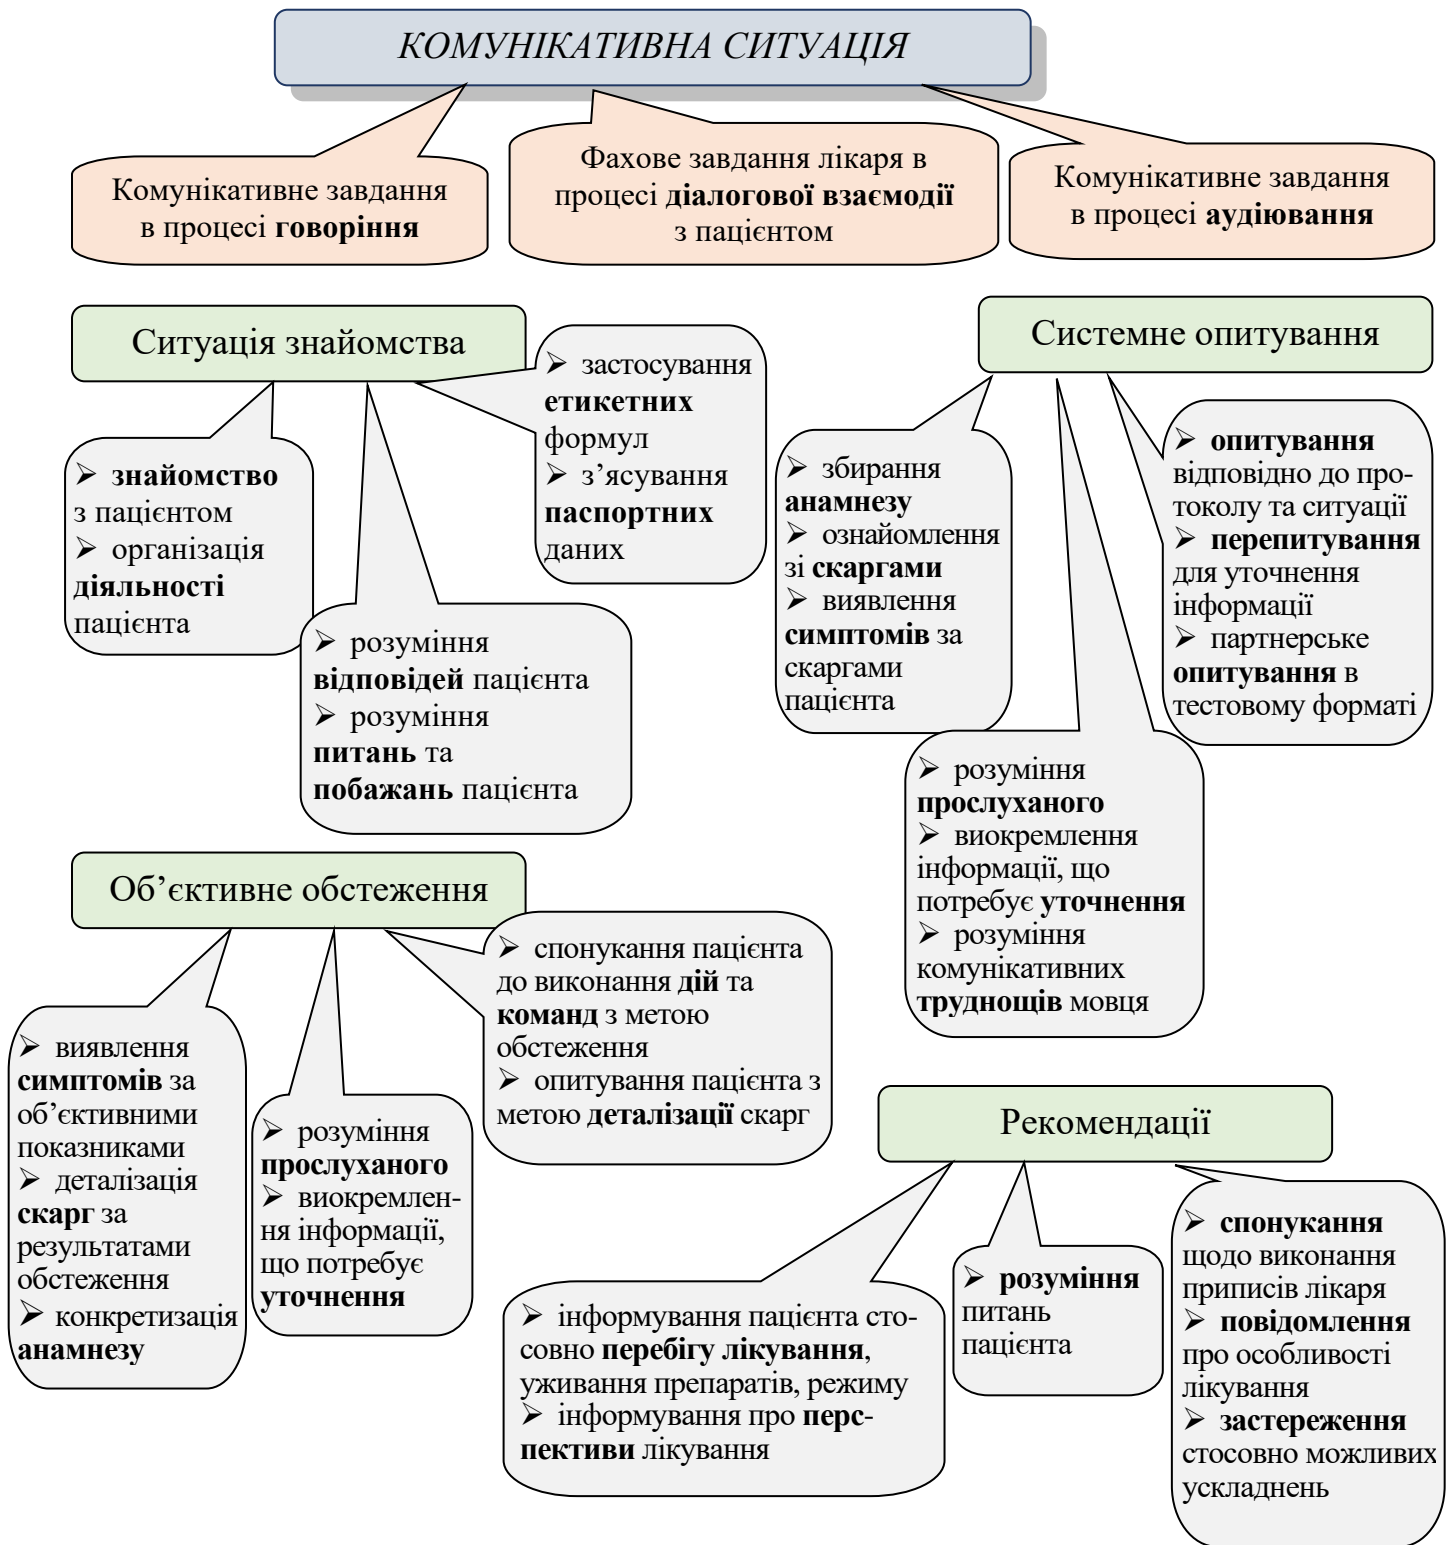 КОМУНІКАТИВНА СИТУАЦІЯ
Комунікативне завдання
в процесі говоріння
Фахове завдання лікаря в
процесі діалогової взаємодії
з пацієнтом
Комунікативне завдання
в процесі аудіювання
Ситуація знайомства
➢ знайомство
з пацієнтом
➢ організація
діяльності
пацієнта
➢ розуміння
відповідей пацієнта
➢ розуміння
питань та
побажань пацієнта
➢ застосування
етикетних
формул
➢ з’ясування
паспортних
даних
Системне опитування
➢ збирання
анамнезу
➢ ознайомлення
зі скаргами
➢ виявлення
симптомів за
скаргами
пацієнта
➢ розуміння
прослуханого
➢ виокремлення
інформації, що
потребує уточнення
➢ розуміння
комунікативних
труднощів мовця
➢ опитування
відповідно до про-
токолу та ситуації
➢ перепитування
для уточнення
інформації
➢ партнерське
опитування в
тестовому форматі
Об’єктивне обстеження
➢ виявлення
симптомів за
об’єктивними
показниками
➢ деталізація
скарг за
результатами
обстеження
➢ конкретизація
анамнезу
➢ розуміння
прослуханого
➢ виокремлен-
ня інформації,
що потребує
уточнення
➢ спонукання пацієнта
до виконання дій та
команд з метою
обстеження
➢ опитування пацієнта з
метою деталізації скарг
Рекомендації
➢ інформування пацієнта сто-
совно перебігу лікування,
уживання препаратів, режиму
➢ інформування про перс-
пективи лікування
➢ розуміння
питань
пацієнта
➢ спонукання
щодо виконання
приписів лікаря
➢ повідомлення
про особливості
лікування
➢ застереження
стосовно можливих
ускладнень